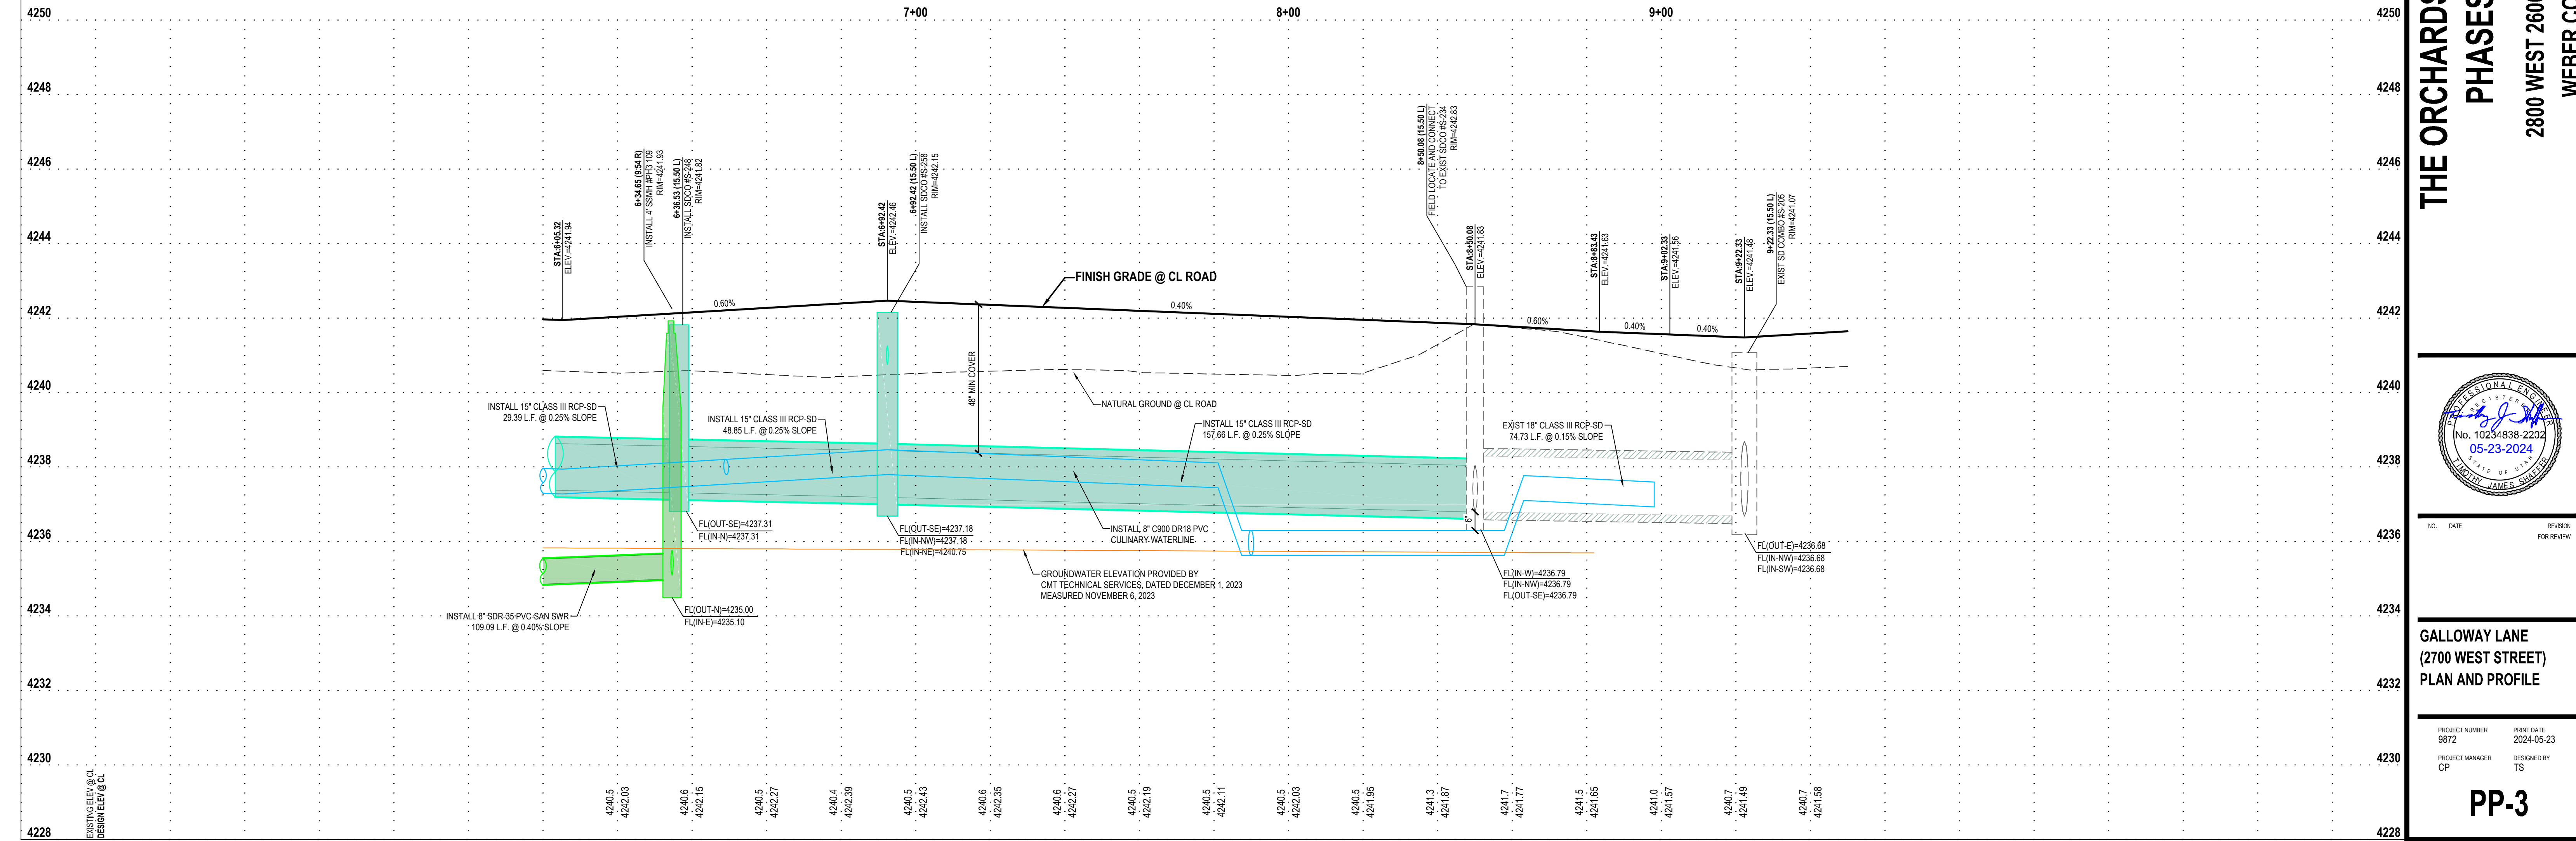 4250
7+00
8+00
9+00
4250
4248
4248
4246
4246
4244
4244
4242
4242
4240
4240
4238
4238
4236
4236
4234
4234
4232
4232
4230
4230
4228
4228
STA:6+05.32
ELEV.=4241.94
6+34.65 (9.54 R)
INSTALL 4' SSMH #PH3 109
RIM=4241.93
6+36.53 (15.50 L)
INSTALL SDCO #S-248
RIM=4241.82
STA:6+92.42
ELEV.=4242.46
6+92.42 (15.50 L)
INSTALL SDCO #S-258
RIM=4242.15
8+50.08 (15.50 L)
FIELD LOCATE AND CONNECT
TO EXIST SDCO #S-234
RIM=4242.83
STA:8+50.08
ELEV.=4241.83
STA:8+83.43
ELEV.=4241.63
STA:9+02.33
ELEV.=4241.56
STA:9+22.33
ELEV.=4241.48
9+22.33 (15.50 L)
EXIST SD COMBO #S-205
RIM=4241.07
FINISH GRADE @ CL ROAD
0.60%
0.40%
0.60%
0.40%
0.40%
48" MIN COVER
NATURAL GROUND @ CL ROAD
INSTALL 15" CLASS III RCP-SD
29.39 L.F. @ 0.25% SLOPE
INSTALL 15" CLASS III RCP-SD
48.85 L.F. @ 0.25% SLOPE
INSTALL 15" CLASS III RCP-SD
157.66 L.F. @ 0.25% SLOPE
EXIST 18" CLASS III RCP-SD
74.73 L.F. @ 0.15% SLOPE
FL(OUT-SE)=4237.31
FL(IN-N)=4237.31
FL(OUT-SE)=4237.18
FL(IN-NW)=4237.18
FL(IN-NE)=4240.75
INSTALL 8" C900 DR18 PVC
CULINARY WATERLINE
6"
FL(IN-W)=4236.79
FL(IN-NW)=4236.79
FL(OUT-SE)=4236.79
FL(OUT-E)=4236.68
FL(IN-NW)=4236.68
FL(IN-SW)=4236.68
GROUNDWATER ELEVATION PROVIDED BY
CMT TECHNICAL SERVICES, DATED DECEMBER 1, 2023
MEASURED NOVEMBER 6, 2023
INSTALL 8" SDR-35 PVC-SAN SWR
109.09 L.F. @ 0.40% SLOPE
FL(OUT-N)=4235.00
FL(IN-E)=4235.10
EXISTING ELEV @ CL
DESIGN ELEV @ CL
4240.5
4242.03
4240.6
4242.15
4240.5
4242.27
4240.4
4242.39
4240.5
4242.43
4240.6
4242.35
4240.6
4242.27
4240.5
4242.19
4240.5
4242.11
4240.5
4242.03
4240.5
4241.95
4241.3
4241.87
4241.7
4241.77
4241.5
4241.65
4241.0
4241.57
4240.7
4241.49
4240.7
4241.58
THE ORCHARDS
PHASES
2800 WEST 2600
WEBER CO
PROFESSIONAL ENGINEER
REGISTERED
No. 10234838-2202
05-23-2024
STATE OF UTAH
TIMOTHY JAMES SHAFFER
NO. DATE REVISION
FOR REVIEW
GALLOWAY LANE
(2700 WEST STREET)
PLAN AND PROFILE
PROJECT NUMBER PRINT DATE
9872 2024-05-23
PROJECT MANAGER DESIGNED BY
CP TS
PP-3